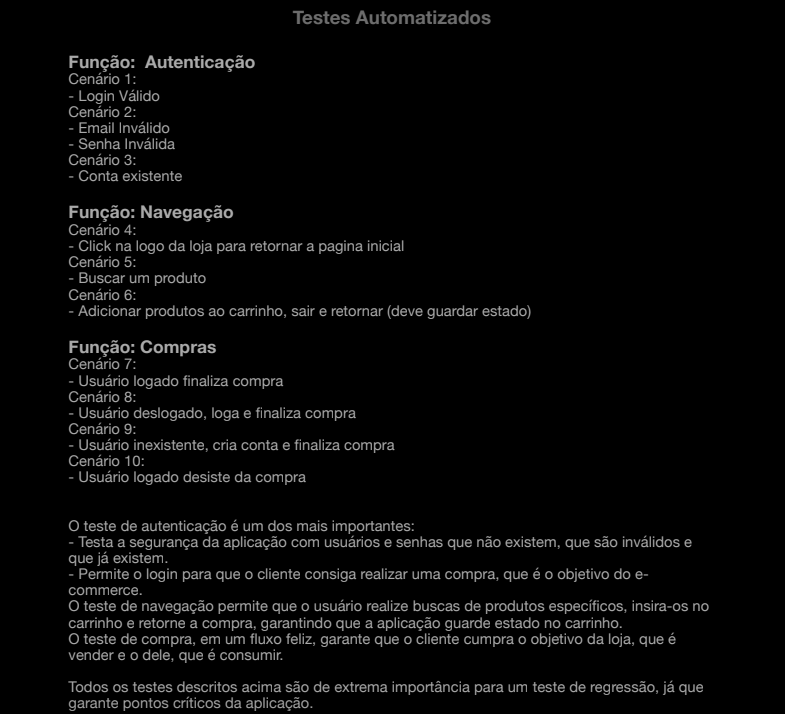 Testes Automatizados
Função:  Autenticação
Cenário 1:
- Login Válido
Cenário 2:
- Email Inválido
- Senha Inválida
Cenário 3:
- Conta existente
Função: Navegação
Cenário 4:
- Click na logo da loja para retornar a pagina inicial
Cenário 5:
- Buscar um produto
Cenário 6:
- Adicionar produtos ao carrinho, sair e retornar (deve guardar estado)
Função: Compras
Cenário 7:
- Usuário logado finaliza compra
Cenário 8:
- Usuário deslogado, loga e finaliza compra
Cenário 9:
- Usuário inexistente, cria conta e finaliza compra
Cenário 10:
- Usuário logado desiste da compra
O teste de autenticação é um dos mais importantes:
- Testa a segurança da aplicação com usuários e senhas que não existem, que são inválidos e
que já existem.
- Permite o login para que o cliente consiga realizar uma compra, que é o objetivo do e-
commerce.
O teste de navegação permite que o usuário realize buscas de produtos específicos, insira-os no
carrinho e retorne a compra, garantindo que a aplicação guarde estado no carrinho.
O teste de compra, em um fluxo feliz, garante que o cliente cumpra o objetivo da loja, que é
vender e o dele, que é consumir.
Todos os testes descritos acima são de extrema importância para um teste de regressão, já que
garante pontos críticos da aplicação.